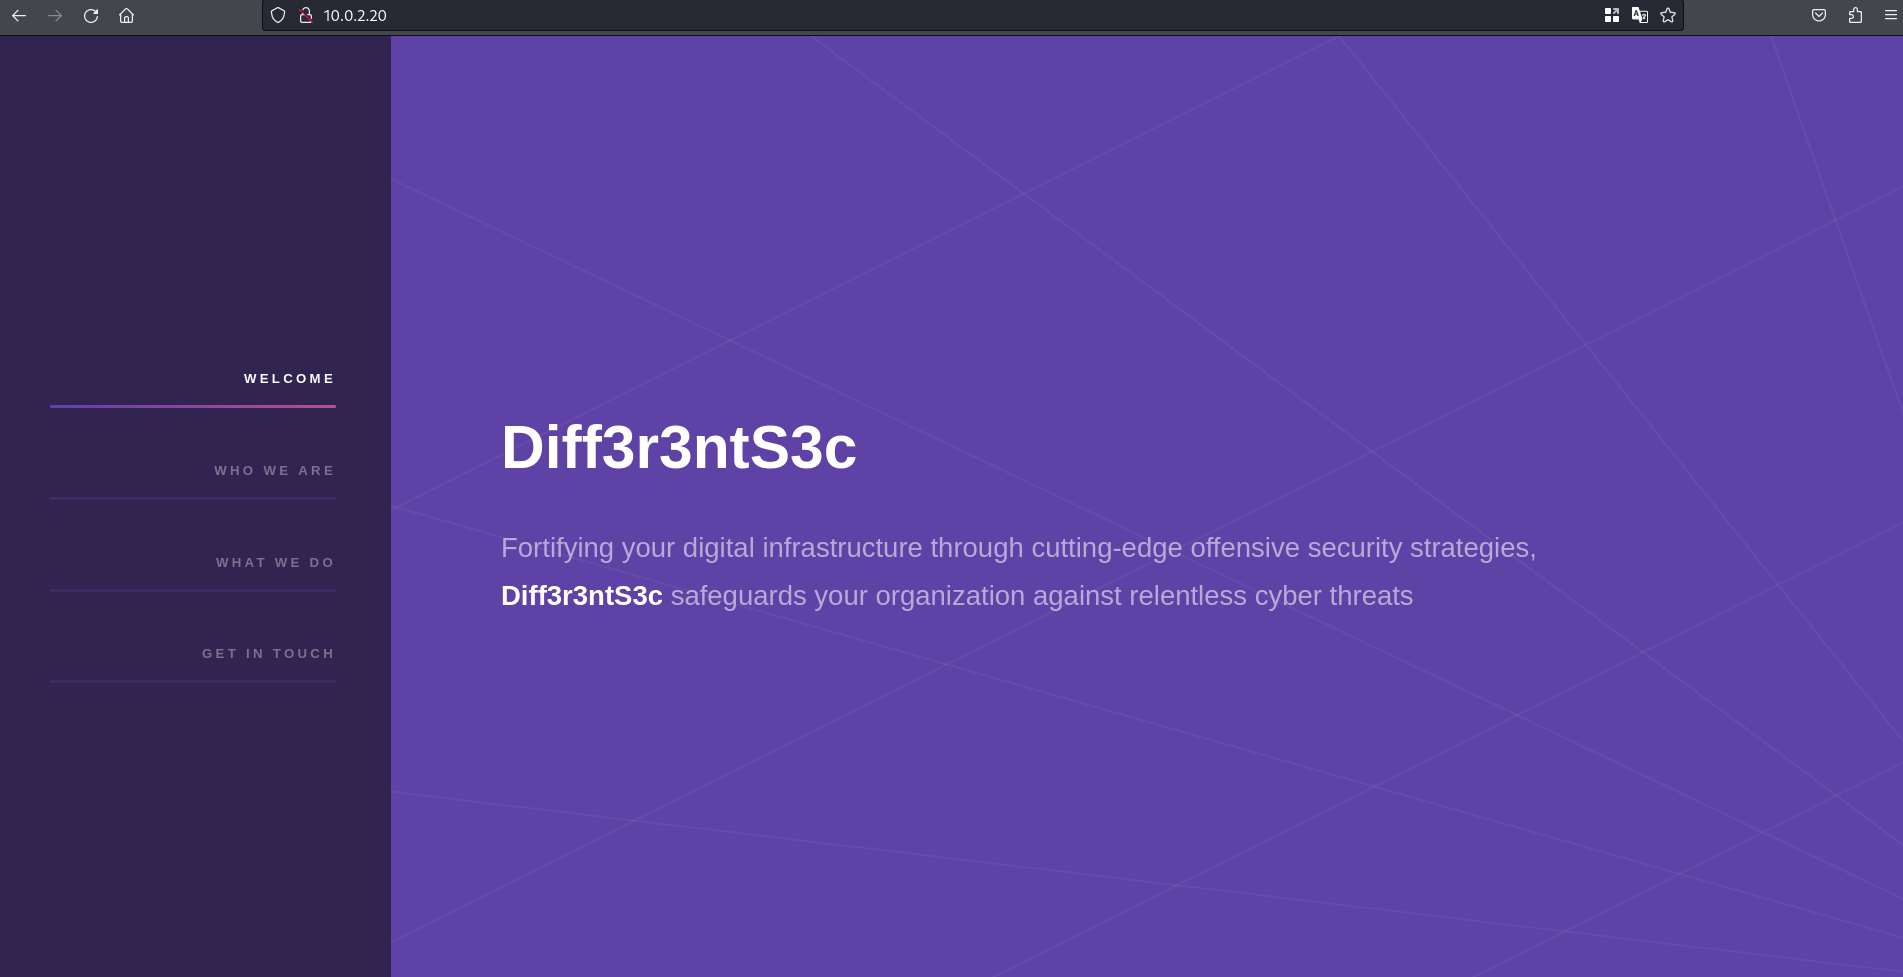 10.0.2.20
WELCOME
WHO WE ARE
WHAT WE DO
GET IN TOUCH
Diff3r3ntS3c
Fortifying your digital infrastructure through cutting-edge offensive security strategies,
Diff3r3ntS3c safeguards your organization against relentless cyber threats